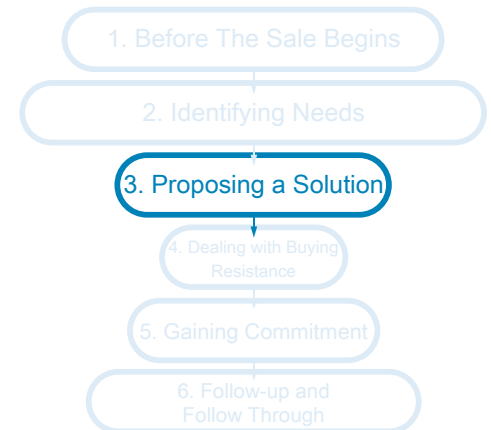 1. Before The Sale Begins
2. Identifying Needs
3. Proposing a Solution
4. Dealing with Buying
Resistance
5. Gaining Commitment
6. Follow-up and
Follow Through